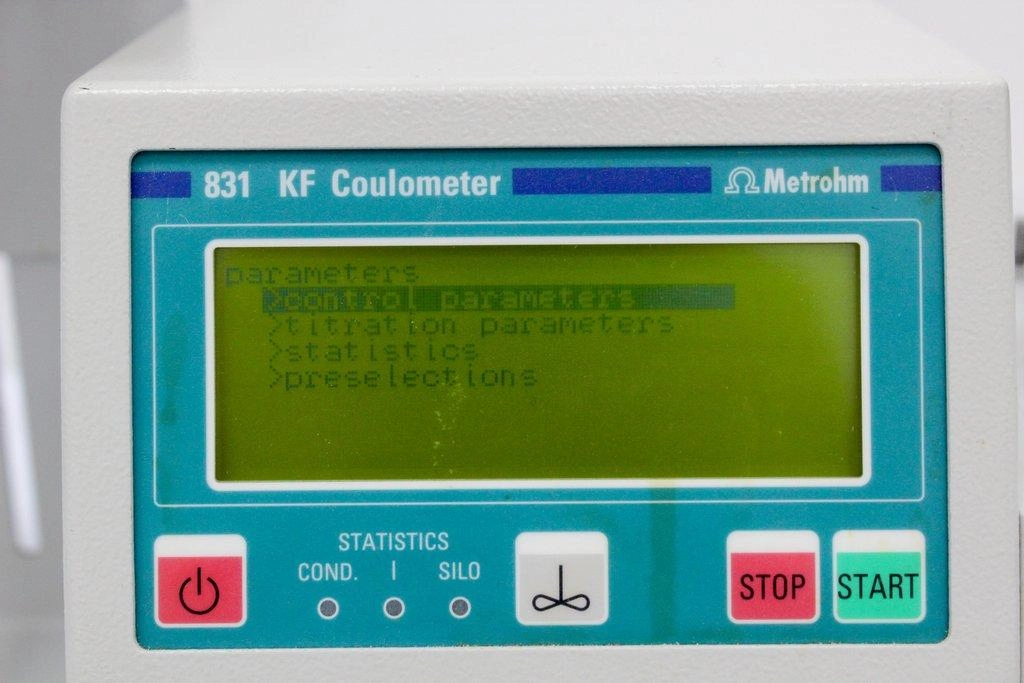 831 KF Coulometer Metrohm
parameters
>control parameters
>titration parameters
>statistics
>preselections
STATISTICS
COND. | SILO
STOP START